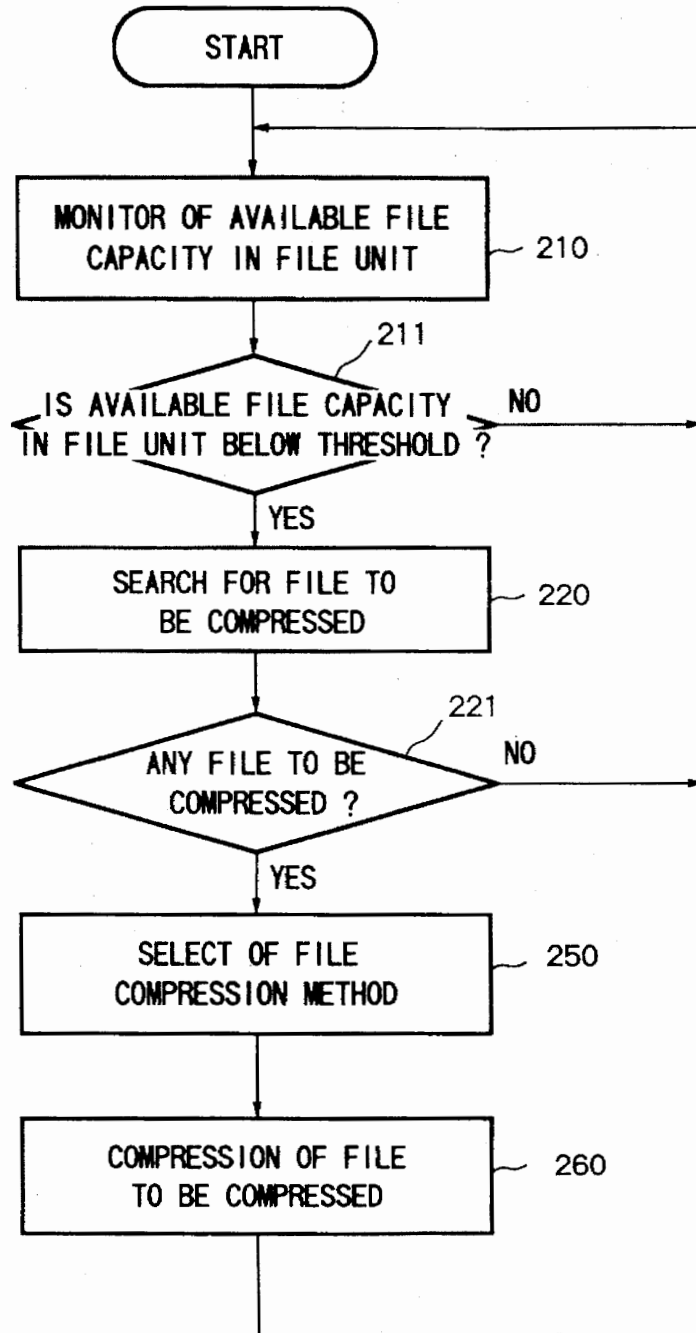 START
MONITOR OF AVAILABLE FILE
CAPACITY IN FILE UNIT
210
211
IS AVAILABLE FILE CAPACITY
IN FILE UNIT BELOW THRESHOLD ?
NO
YES
SEARCH FOR FILE TO
BE COMPRESSED
220
221
ANY FILE TO BE
COMPRESSED ?
NO
YES
SELECT OF FILE
COMPRESSION METHOD
250
COMPRESSION OF FILE
TO BE COMPRESSED
260